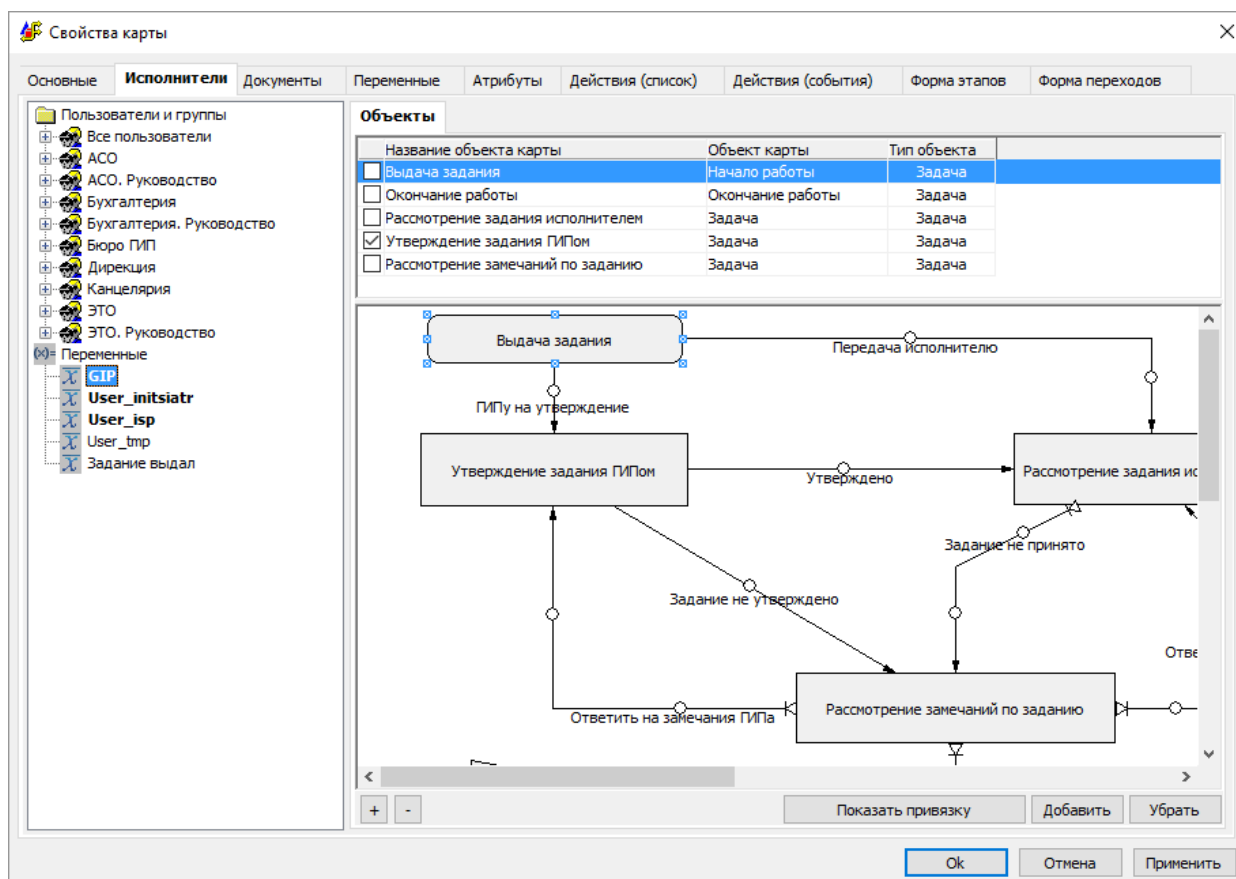 Свойства карты
Основные Исполнители Документы Переменные Атрибуты Действия (список) Действия (события) Форма этапов Форма переходов
Пользователи и группы
Все пользователи
АСО
АСО. Руководство
Бухгалтерия
Бухгалтерия. Руководство
Бюро ГИП
Дирекция
Канцелярия
ЭТО
ЭТО. Руководство
(x)= Переменные
GIP
User_initsiatr
User_isp
User_tmp
Задание выдал
Объекты
Название объекта карты Объект карты Тип объекта
Выдача задания Начало работы Задача
Окончание работы Окончание работы Задача
Рассмотрение задания исполнителем Задача Задача
Утверждение задания ГИПом Задача Задача
Рассмотрение замечаний по заданию Задача Задача
Выдача задания
Передача исполнителю
ГИПу на утверждение
Утверждение задания ГИПом
Утверждено
Рассмотрение задания ис
Задание не принято
Задание не утверждено
Отве
Рассмотрение замечаний по заданию
Ответить на замечания ГИПа
+ - Показать привязку Добавить Убрать
Ok Отмена Применить